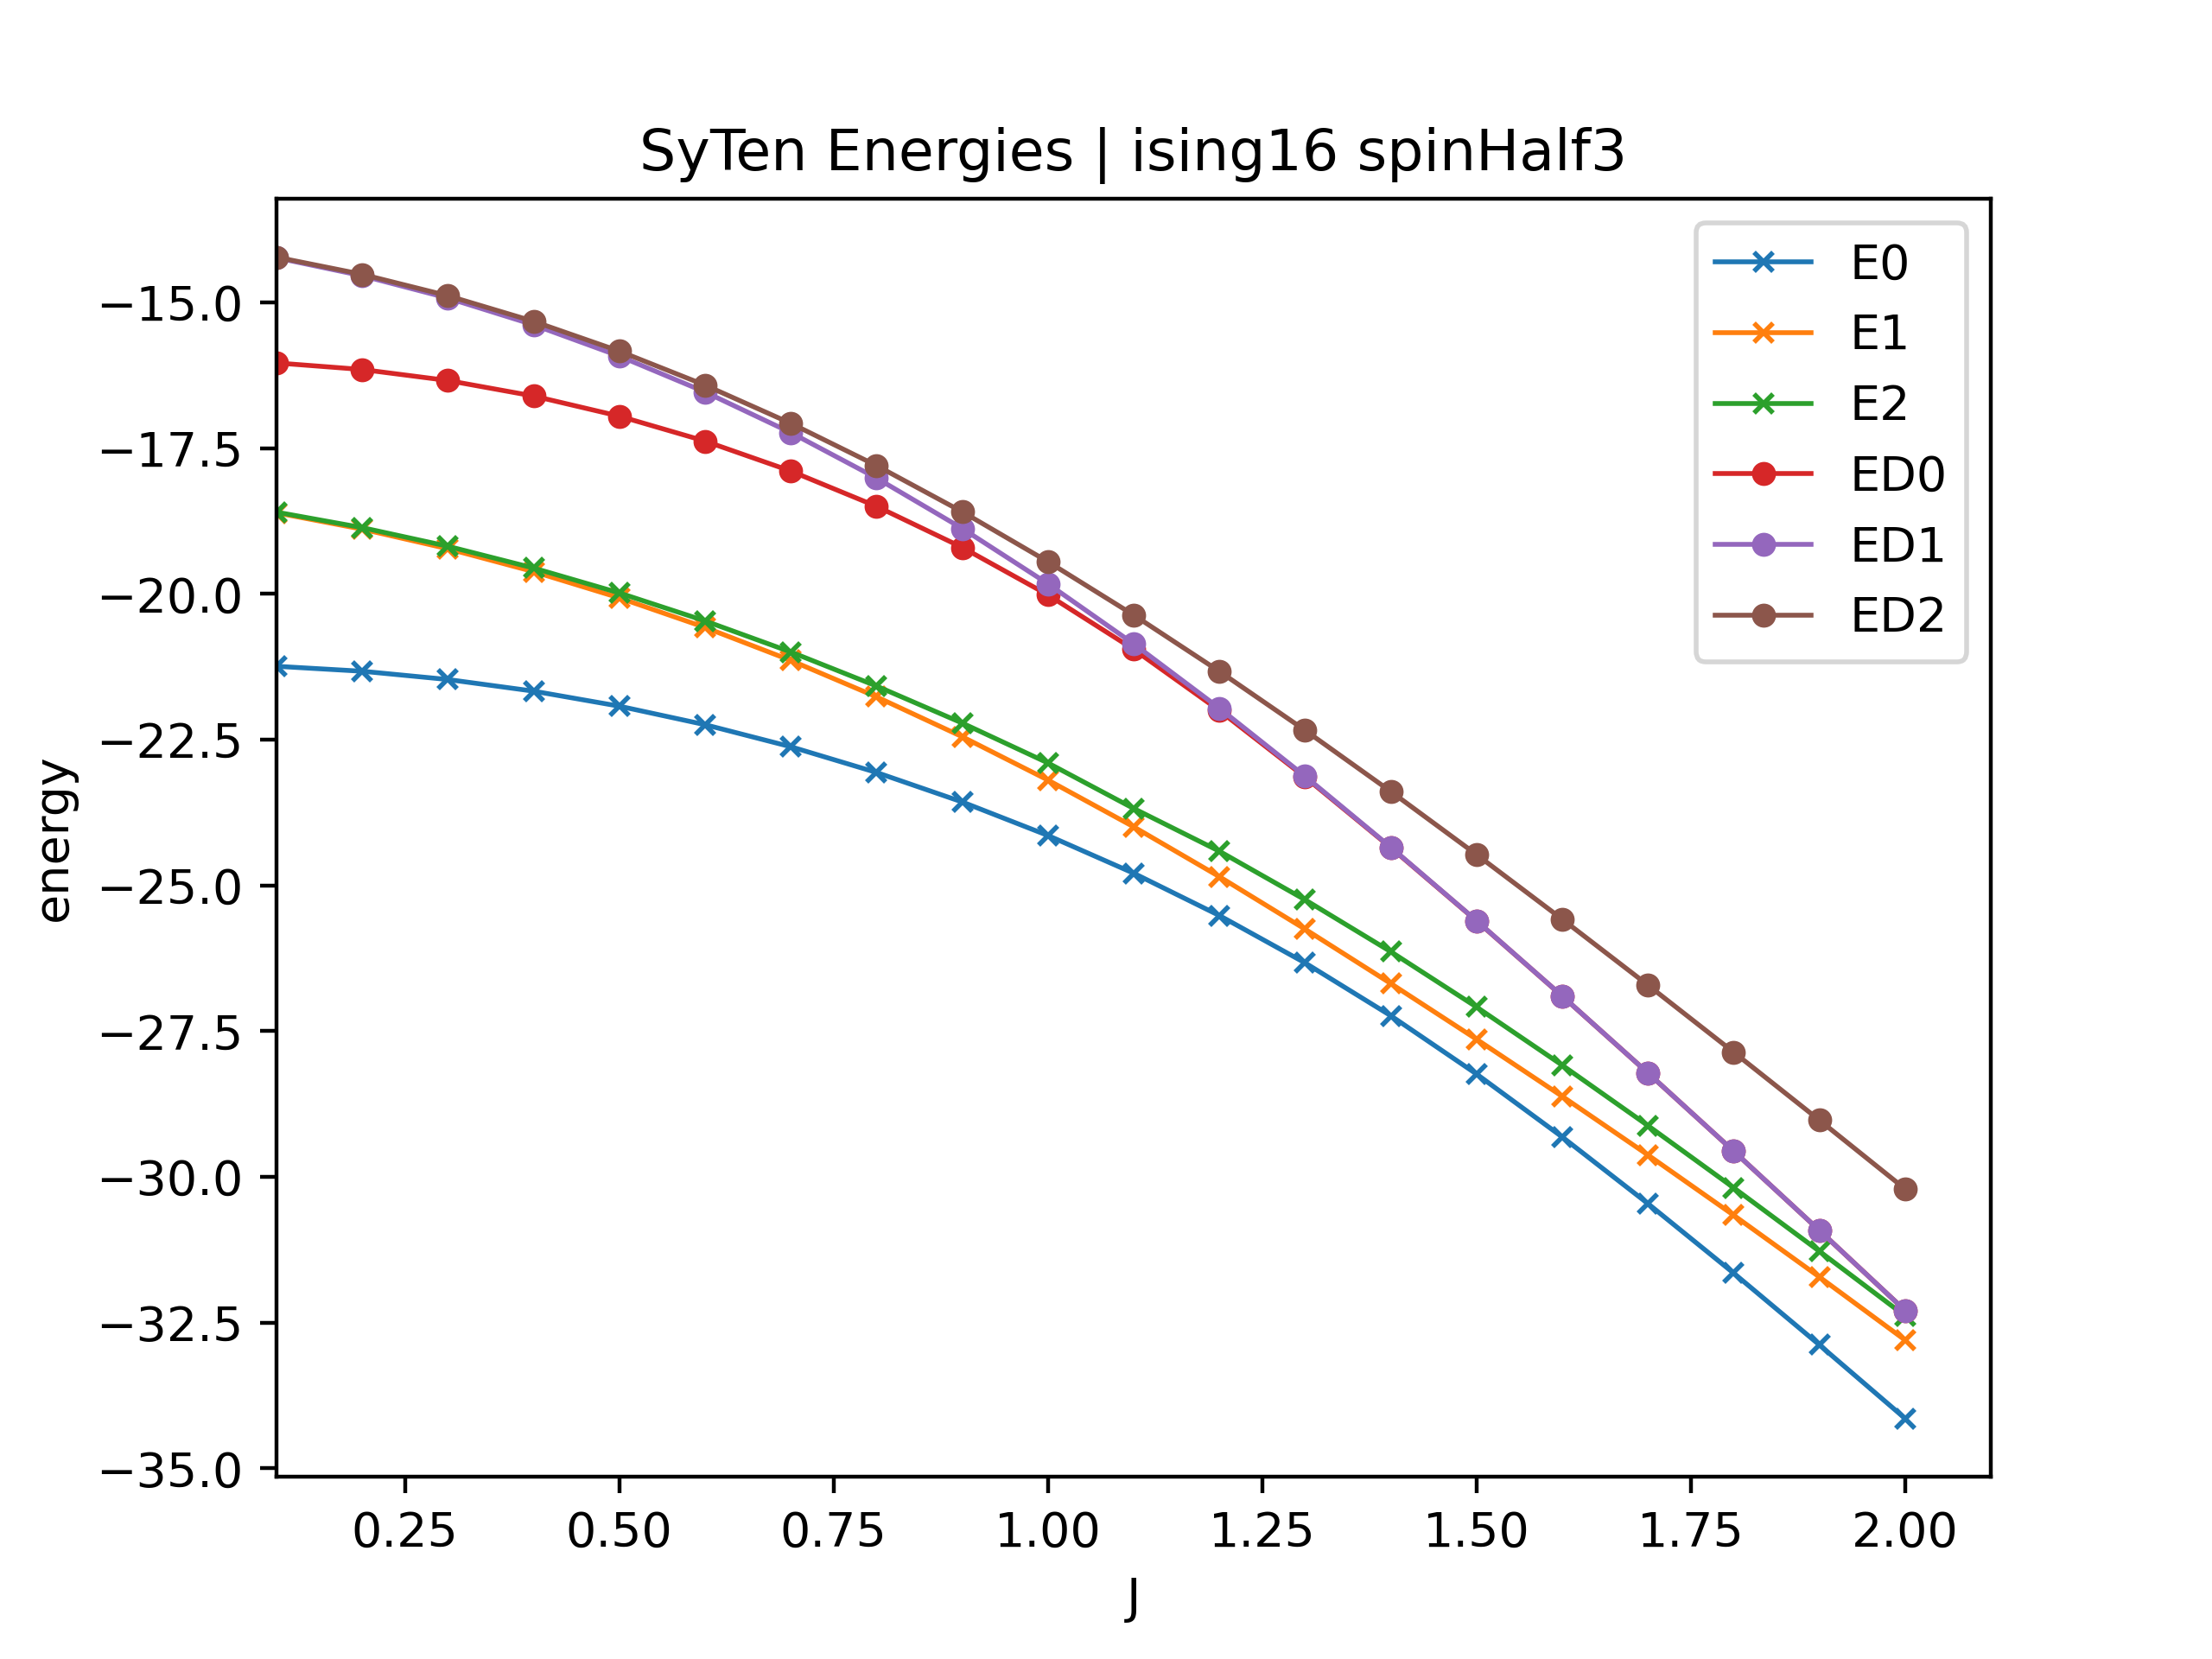 SyTen Energies | ising16 spinHalf3
E0
E1
E2
ED0
ED1
ED2
energy
−15.0
−17.5
−20.0
−22.5
−25.0
−27.5
−30.0
−32.5
−35.0
0.25 0.50 0.75 1.00 1.25 1.50 1.75 2.00
J